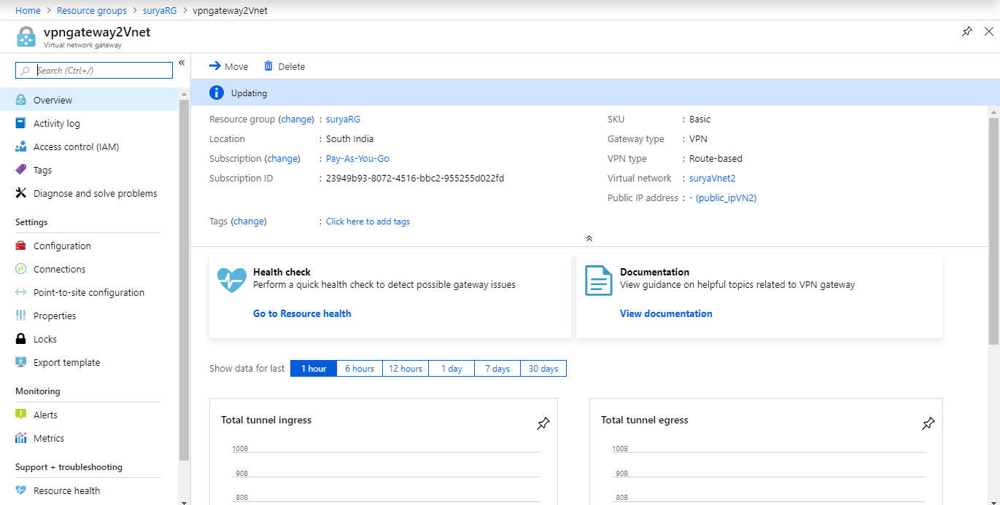 Home > Resource groups > suryaRG > vpngateway2Vnet
vpngateway2Vnet
Virtual network gateway
Search (Ctrl+/)
«
Overview
Activity log
Access control (IAM)
Tags
Diagnose and solve problems
Settings
Configuration
Connections
Point-to-site configuration
Properties
Locks
Export template
Monitoring
Alerts
Metrics
Support + troubleshooting
Resource health
Move Delete
Updating
Resource group (change) : suryaRG
Location : South India
Subscription (change) : Pay-As-You-Go
Subscription ID : 23949b93-8072-4516-bbc2-955255d022fd
Tags (change) : Click here to add tags
SKU : Basic
Gateway type : VPN
VPN type : Route-based
Virtual network : suryaVnet2
Public IP address : - (public_ipVN2)
Health check
Perform a quick health check to detect possible gateway issues
Go to Resource health
Documentation
View guidance on helpful topics related to VPN gateway
View documentation
Show data for last 1 hour 6 hours 12 hours 1 day 7 days 30 days
Total tunnel ingress
100B
90B
80B
Total tunnel egress
100B
90B
80B